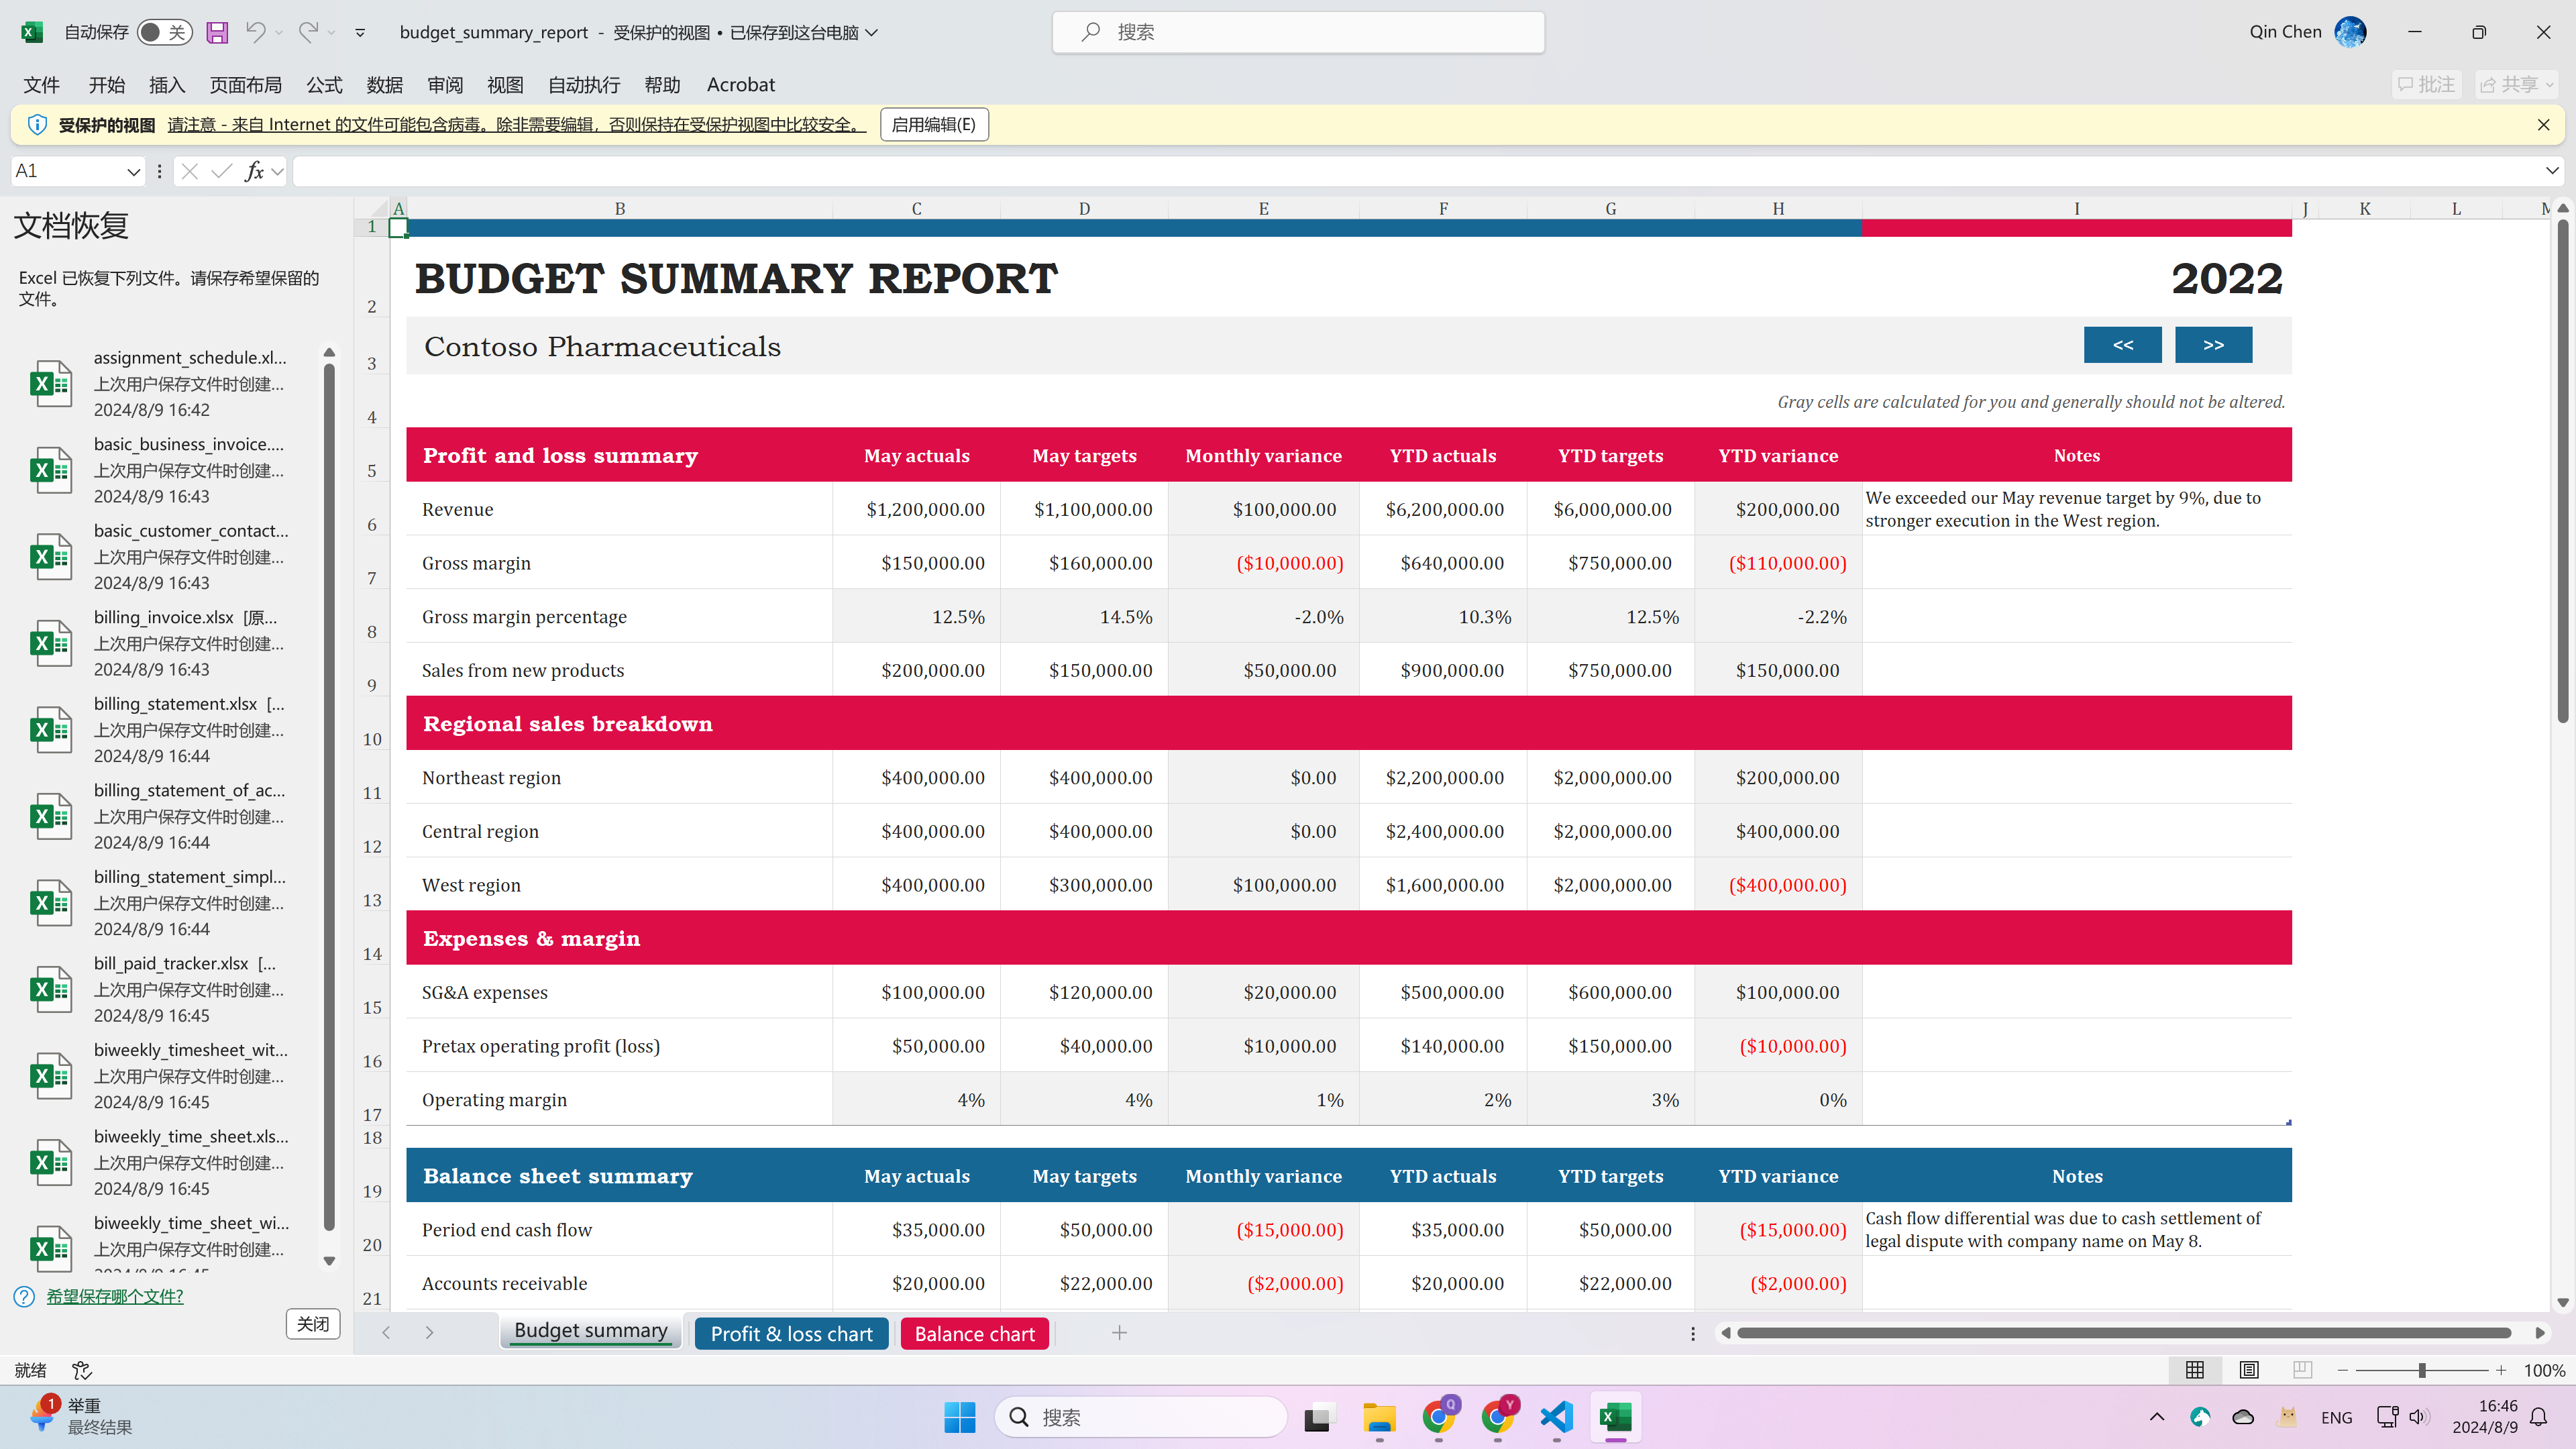 自动保存 关 budget_summary_report - 受保护的视图 • 已保存到这台电脑 搜索 Qin Chen
文件 开始 插入 页面布局 公式 数据 审阅 视图 自动执行 帮助 Acrobat 批注 共享
受保护的视图 请注意 - 来自 Internet 的文件可能包含病毒。除非需要编辑，否则保持在受保护视图中比较安全。 启用编辑(E)
A1 fx
文档恢复
Excel 已恢复下列文件。请保存希望保留的
文件。
assignment_schedule.xl...
上次用户保存文件时创建...
2024/8/9 16:42
basic_business_invoice....
上次用户保存文件时创建...
2024/8/9 16:43
basic_customer_contact...
上次用户保存文件时创建...
2024/8/9 16:43
billing_invoice.xlsx [原...
上次用户保存文件时创建...
2024/8/9 16:43
billing_statement.xlsx [...
上次用户保存文件时创建...
2024/8/9 16:44
billing_statement_of_ac...
上次用户保存文件时创建...
2024/8/9 16:44
billing_statement_simpl...
上次用户保存文件时创建...
2024/8/9 16:44
bill_paid_tracker.xlsx [...
上次用户保存文件时创建...
2024/8/9 16:45
biweekly_timesheet_wit...
上次用户保存文件时创建...
2024/8/9 16:45
biweekly_time_sheet.xls...
上次用户保存文件时创建...
2024/8/9 16:45
biweekly_time_sheet_wi...
上次用户保存文件时创建...
希望保存哪个文件?
关闭
A B C D E F G H I J K L
1
2 BUDGET SUMMARY REPORT 2022
3 Contoso Pharmaceuticals << >>
4 Gray cells are calculated for you and generally should not be altered.
5 Profit and loss summary May actuals May targets Monthly variance YTD actuals YTD targets YTD variance Notes
6 Revenue $1,200,000.00 $1,100,000.00 $100,000.00 $6,200,000.00 $6,000,000.00 $200,000.00 We exceeded our May revenue target by 9%, due to
stronger execution in the West region.
7 Gross margin $150,000.00 $160,000.00 ($10,000.00) $640,000.00 $750,000.00 ($110,000.00)
8 Gross margin percentage 12.5% 14.5% -2.0% 10.3% 12.5% -2.2%
9 Sales from new products $200,000.00 $150,000.00 $50,000.00 $900,000.00 $750,000.00 $150,000.00
10 Regional sales breakdown
11 Northeast region $400,000.00 $400,000.00 $0.00 $2,200,000.00 $2,000,000.00 $200,000.00
12 Central region $400,000.00 $400,000.00 $0.00 $2,400,000.00 $2,000,000.00 $400,000.00
13 West region $400,000.00 $300,000.00 $100,000.00 $1,600,000.00 $2,000,000.00 ($400,000.00)
14 Expenses & margin
15 SG&A expenses $100,000.00 $120,000.00 $20,000.00 $500,000.00 $600,000.00 $100,000.00
16 Pretax operating profit (loss) $50,000.00 $40,000.00 $10,000.00 $140,000.00 $150,000.00 ($10,000.00)
17 Operating margin 4% 4% 1% 2% 3% 0%
18
19 Balance sheet summary May actuals May targets Monthly variance YTD actuals YTD targets YTD variance Notes
20 Period end cash flow $35,000.00 $50,000.00 ($15,000.00) $35,000.00 $50,000.00 ($15,000.00) Cash flow differential was due to cash settlement of
legal dispute with company name on May 8.
21 Accounts receivable $20,000.00 $22,000.00 ($2,000.00) $20,000.00 $22,000.00 ($2,000.00)
Budget summary Profit & loss chart Balance chart
就绪 100%
1 举重
最终结果
搜索 Q Y ENG 16:46
2024/8/9